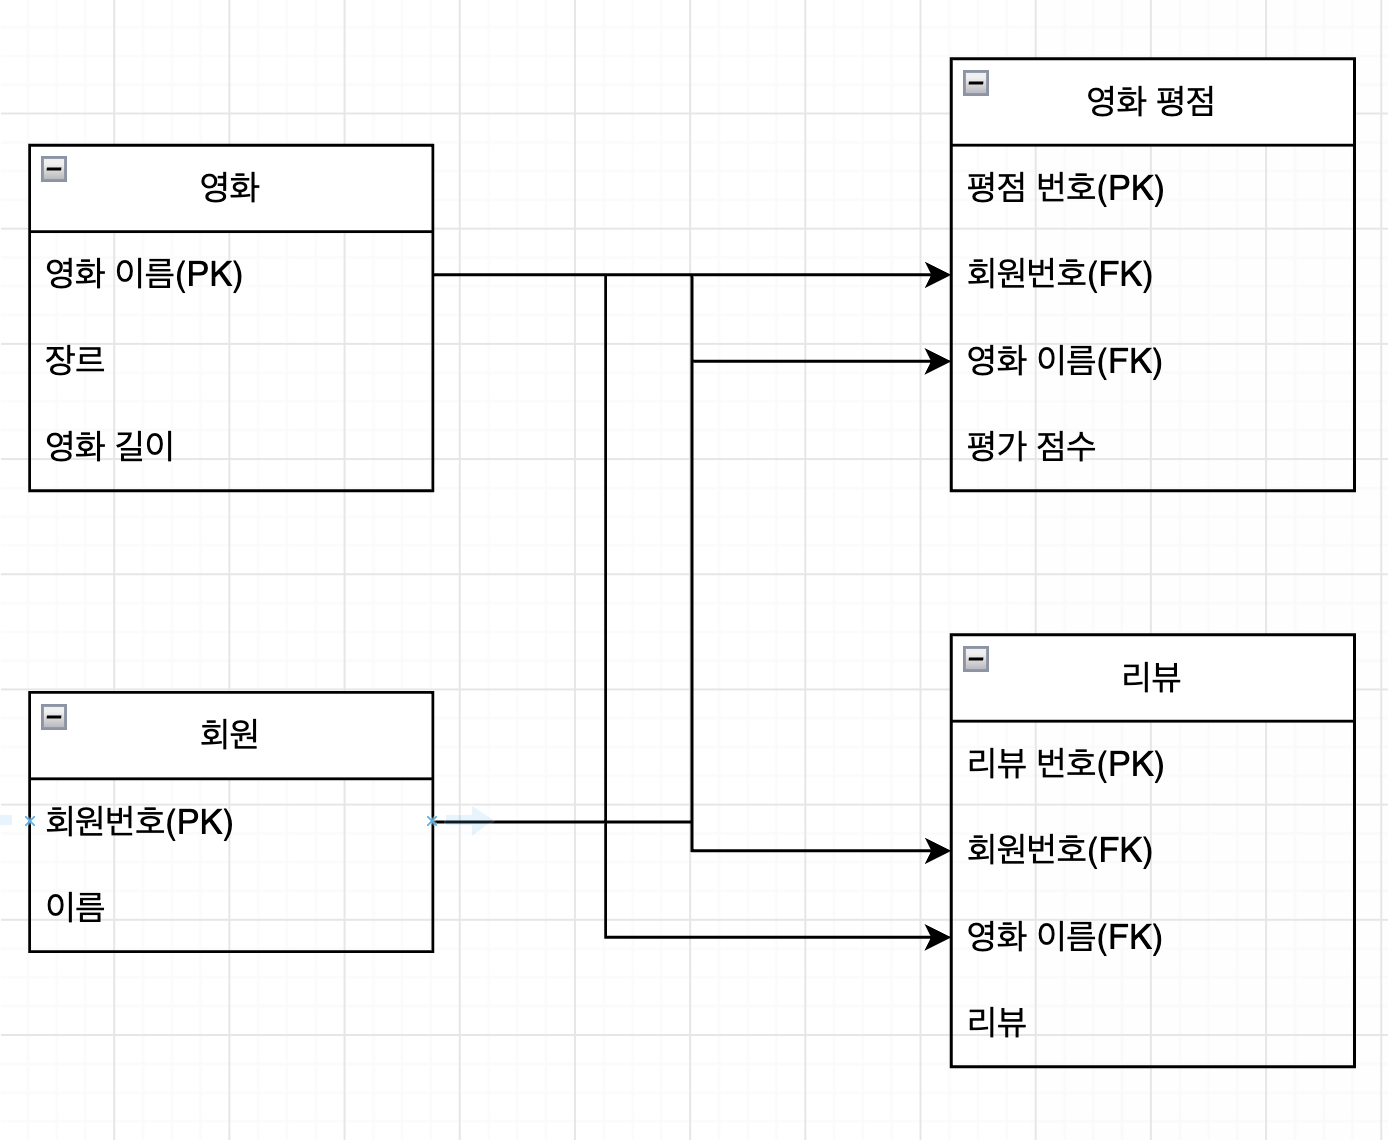 영화
영화 이름(PK)
장르
영화 길이
회원
회원번호(PK)
이름
영화 평점
평점 번호(PK)
회원번호(FK)
영화 이름(FK)
평가 점수
리뷰
리뷰 번호(PK)
회원번호(FK)
영화 이름(FK)
리뷰